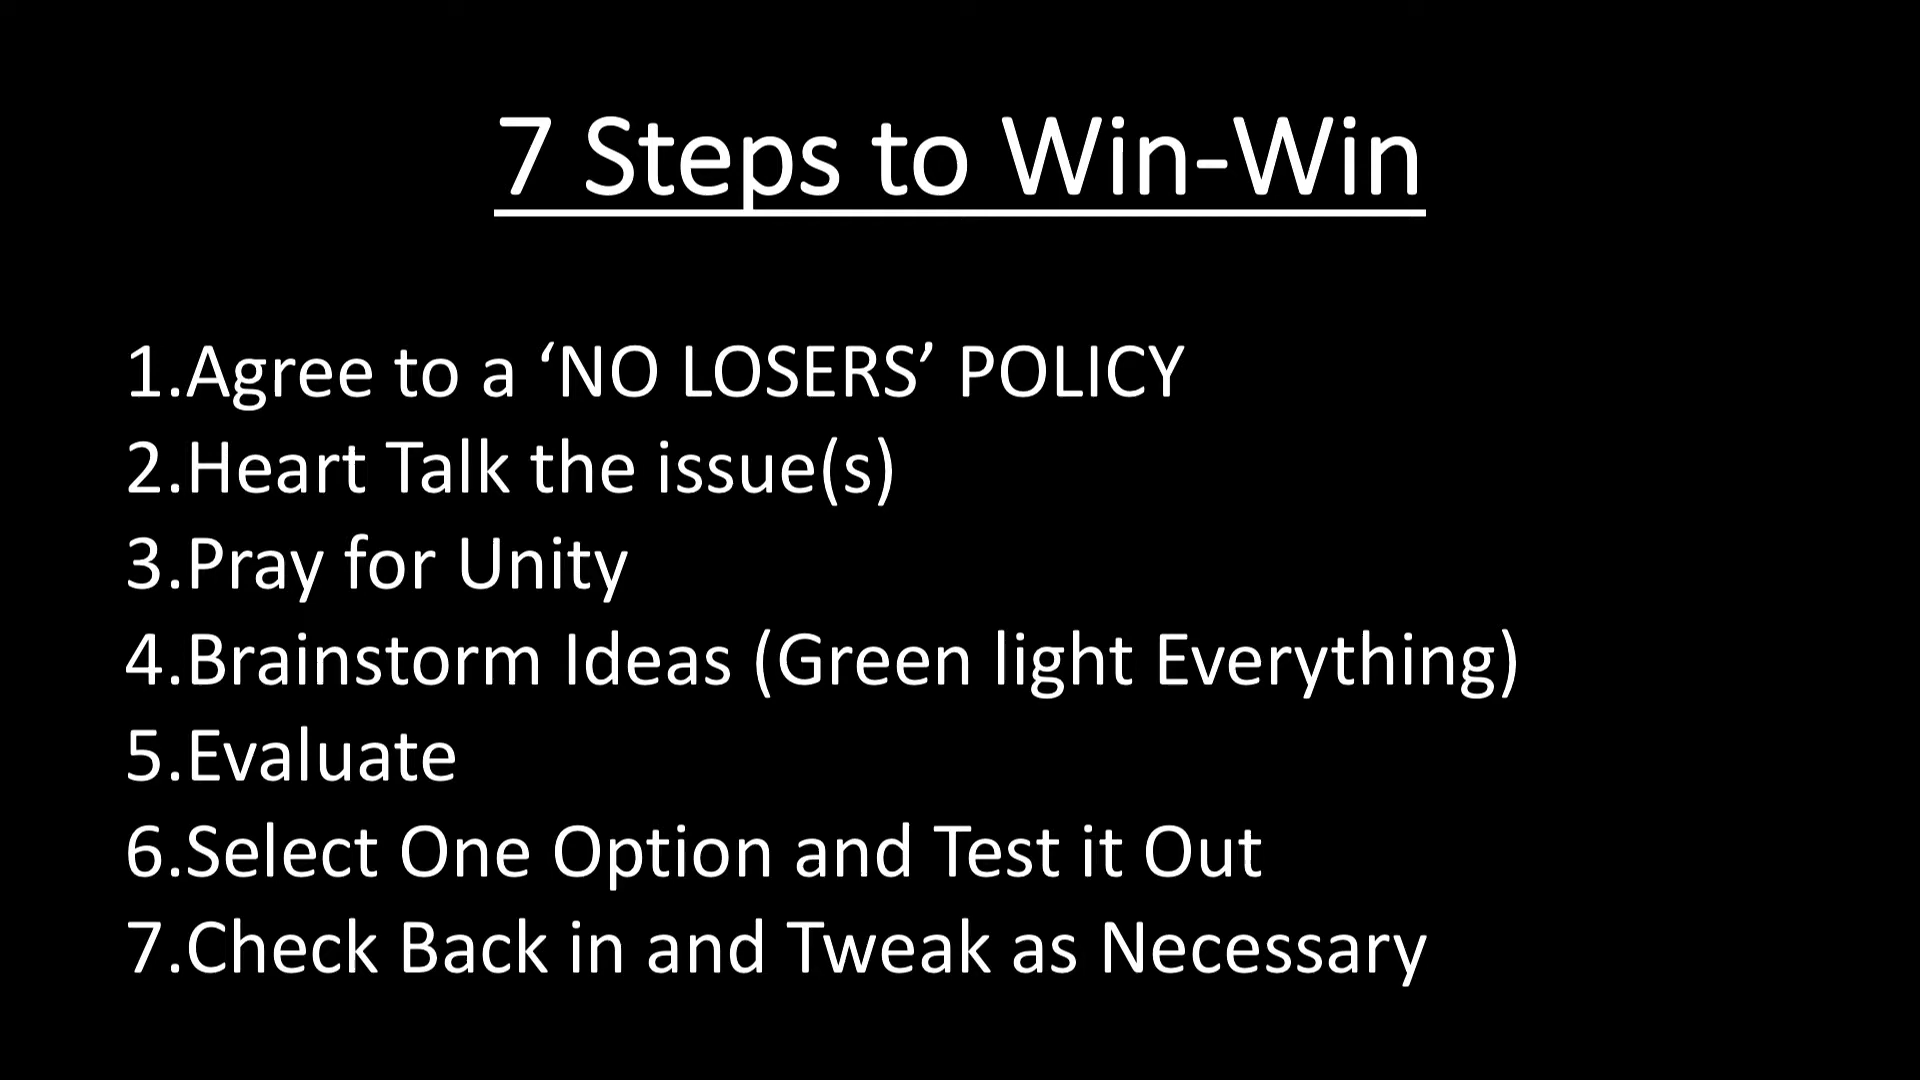 7 Steps to Win-Win
1.Agree to a ‘NO LOSERS’ POLICY
2.Heart Talk the issue(s)
3.Pray for Unity
4.Brainstorm Ideas (Green light Everything)
5.Evaluate
6.Select One Option and Test it Out
7.Check Back in and Tweak as Necessary